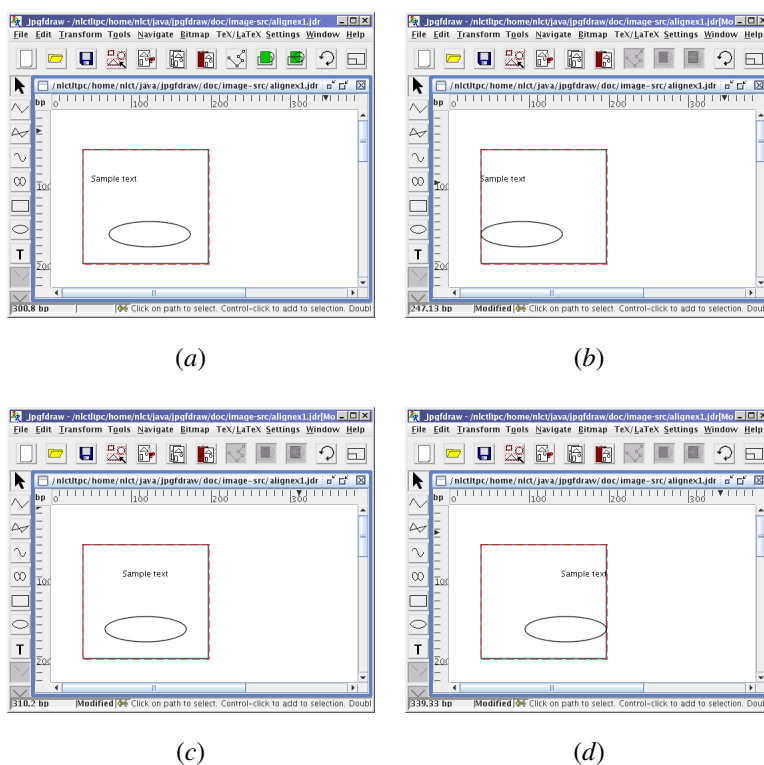 Jpgfdraw - /nlctltpc/home/nlct/java/jpgfdraw/doc/image-src/alignex1.jdr
File Edit Transform Tools Navigate Bitmap TeX/LaTeX Settings Window Help
/nlctltpc/home/nlct/java/jpgfdraw/doc/image-src/alignex1.jdr
bp 0 100 200 300
Sample text
100
T
200
300.8 bp Click on path to select. Control-click to add to selection. Doubl
(a)
Jpgfdraw - /nlctltpc/home/nlct/java/jpgfdraw/doc/image-src/alignex1.jdr[Mo
File Edit Transform Tools Navigate Bitmap TeX/LaTeX Settings Window Help
/nlctltpc/home/nlct/java/jpgfdraw/doc/image-src/alignex1.jdr
bp 0 100 200 300
Sample text
100
T
200
247.13 bp Modified Click on path to select. Control-click to add to selection. Doul
(b)
Jpgfdraw - /nlctltpc/home/nlct/java/jpgfdraw/doc/image-src/alignex1.jdr[Mo
File Edit Transform Tools Navigate Bitmap TeX/LaTeX Settings Window Help
/nlctltpc/home/nlct/java/jpgfdraw/doc/image-src/alignex1.jdr
bp 0 100 200 300
Sample text
100
T
200
310.2 bp Modified Click on path to select. Control-click to add to selection. Doubl
(c)
Jpgfdraw - /nlctltpc/home/nlct/java/jpgfdraw/doc/image-src/alignex1.jdr[Mo
File Edit Transform Tools Navigate Bitmap TeX/LaTeX Settings Window Help
/nlctltpc/home/nlct/java/jpgfdraw/doc/image-src/alignex1.jdr
bp 0 100 200 300
Sample text
100
T
200
339.33 bp Modified Click on path to select. Control-click to add to selection. Doul
(d)